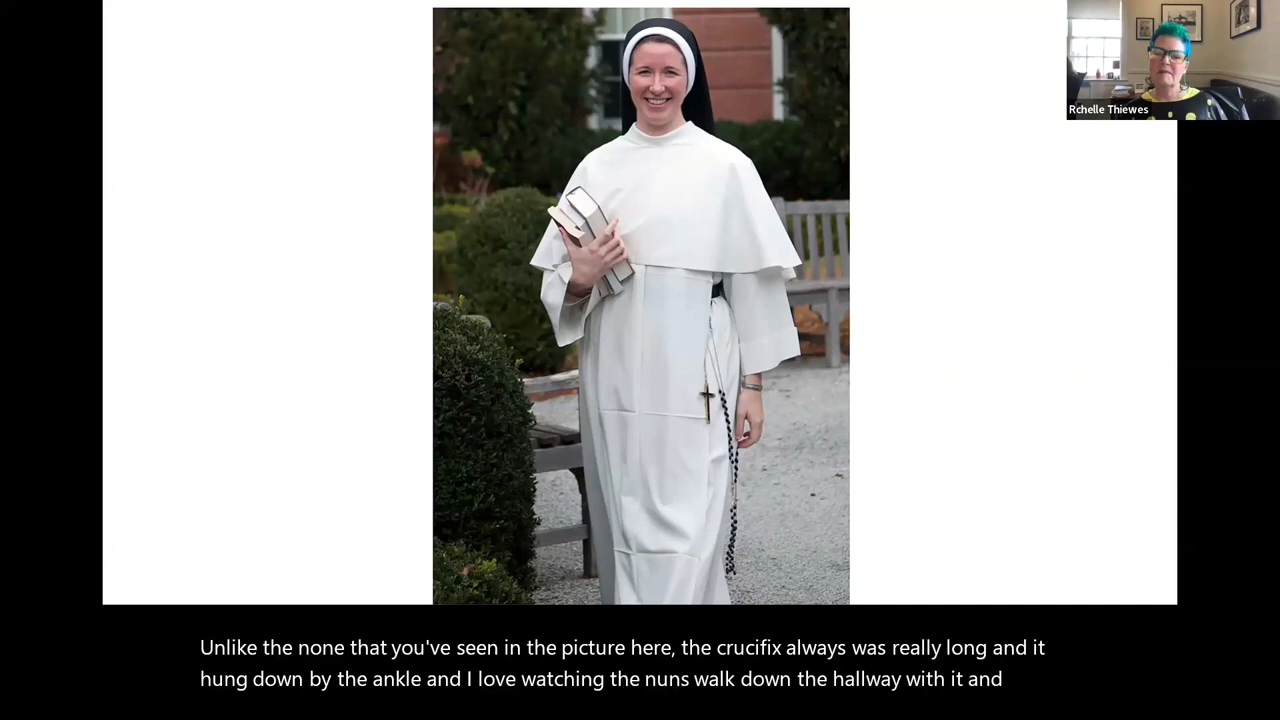 Rchelle Thiewes
Unlike the none that you've seen in the picture here, the crucifix always was really long and it
hung down by the ankle and I love watching the nuns walk down the hallway with it and